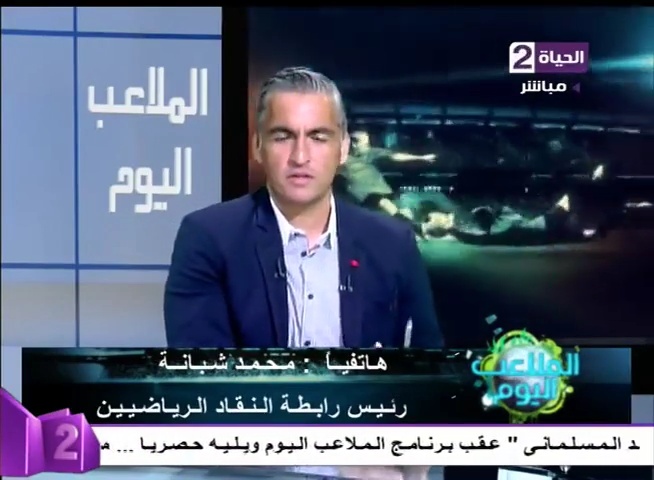 الحياة 2
مباشر
الملاعب
اليوم
هاتفياً : محمد شبانة
رئيس رابطة النقاد الرياضيين
الملاعب
اليوم
2
د المسلمانى " عقب برنامج الملاعب اليوم ويليه حصريا ... م